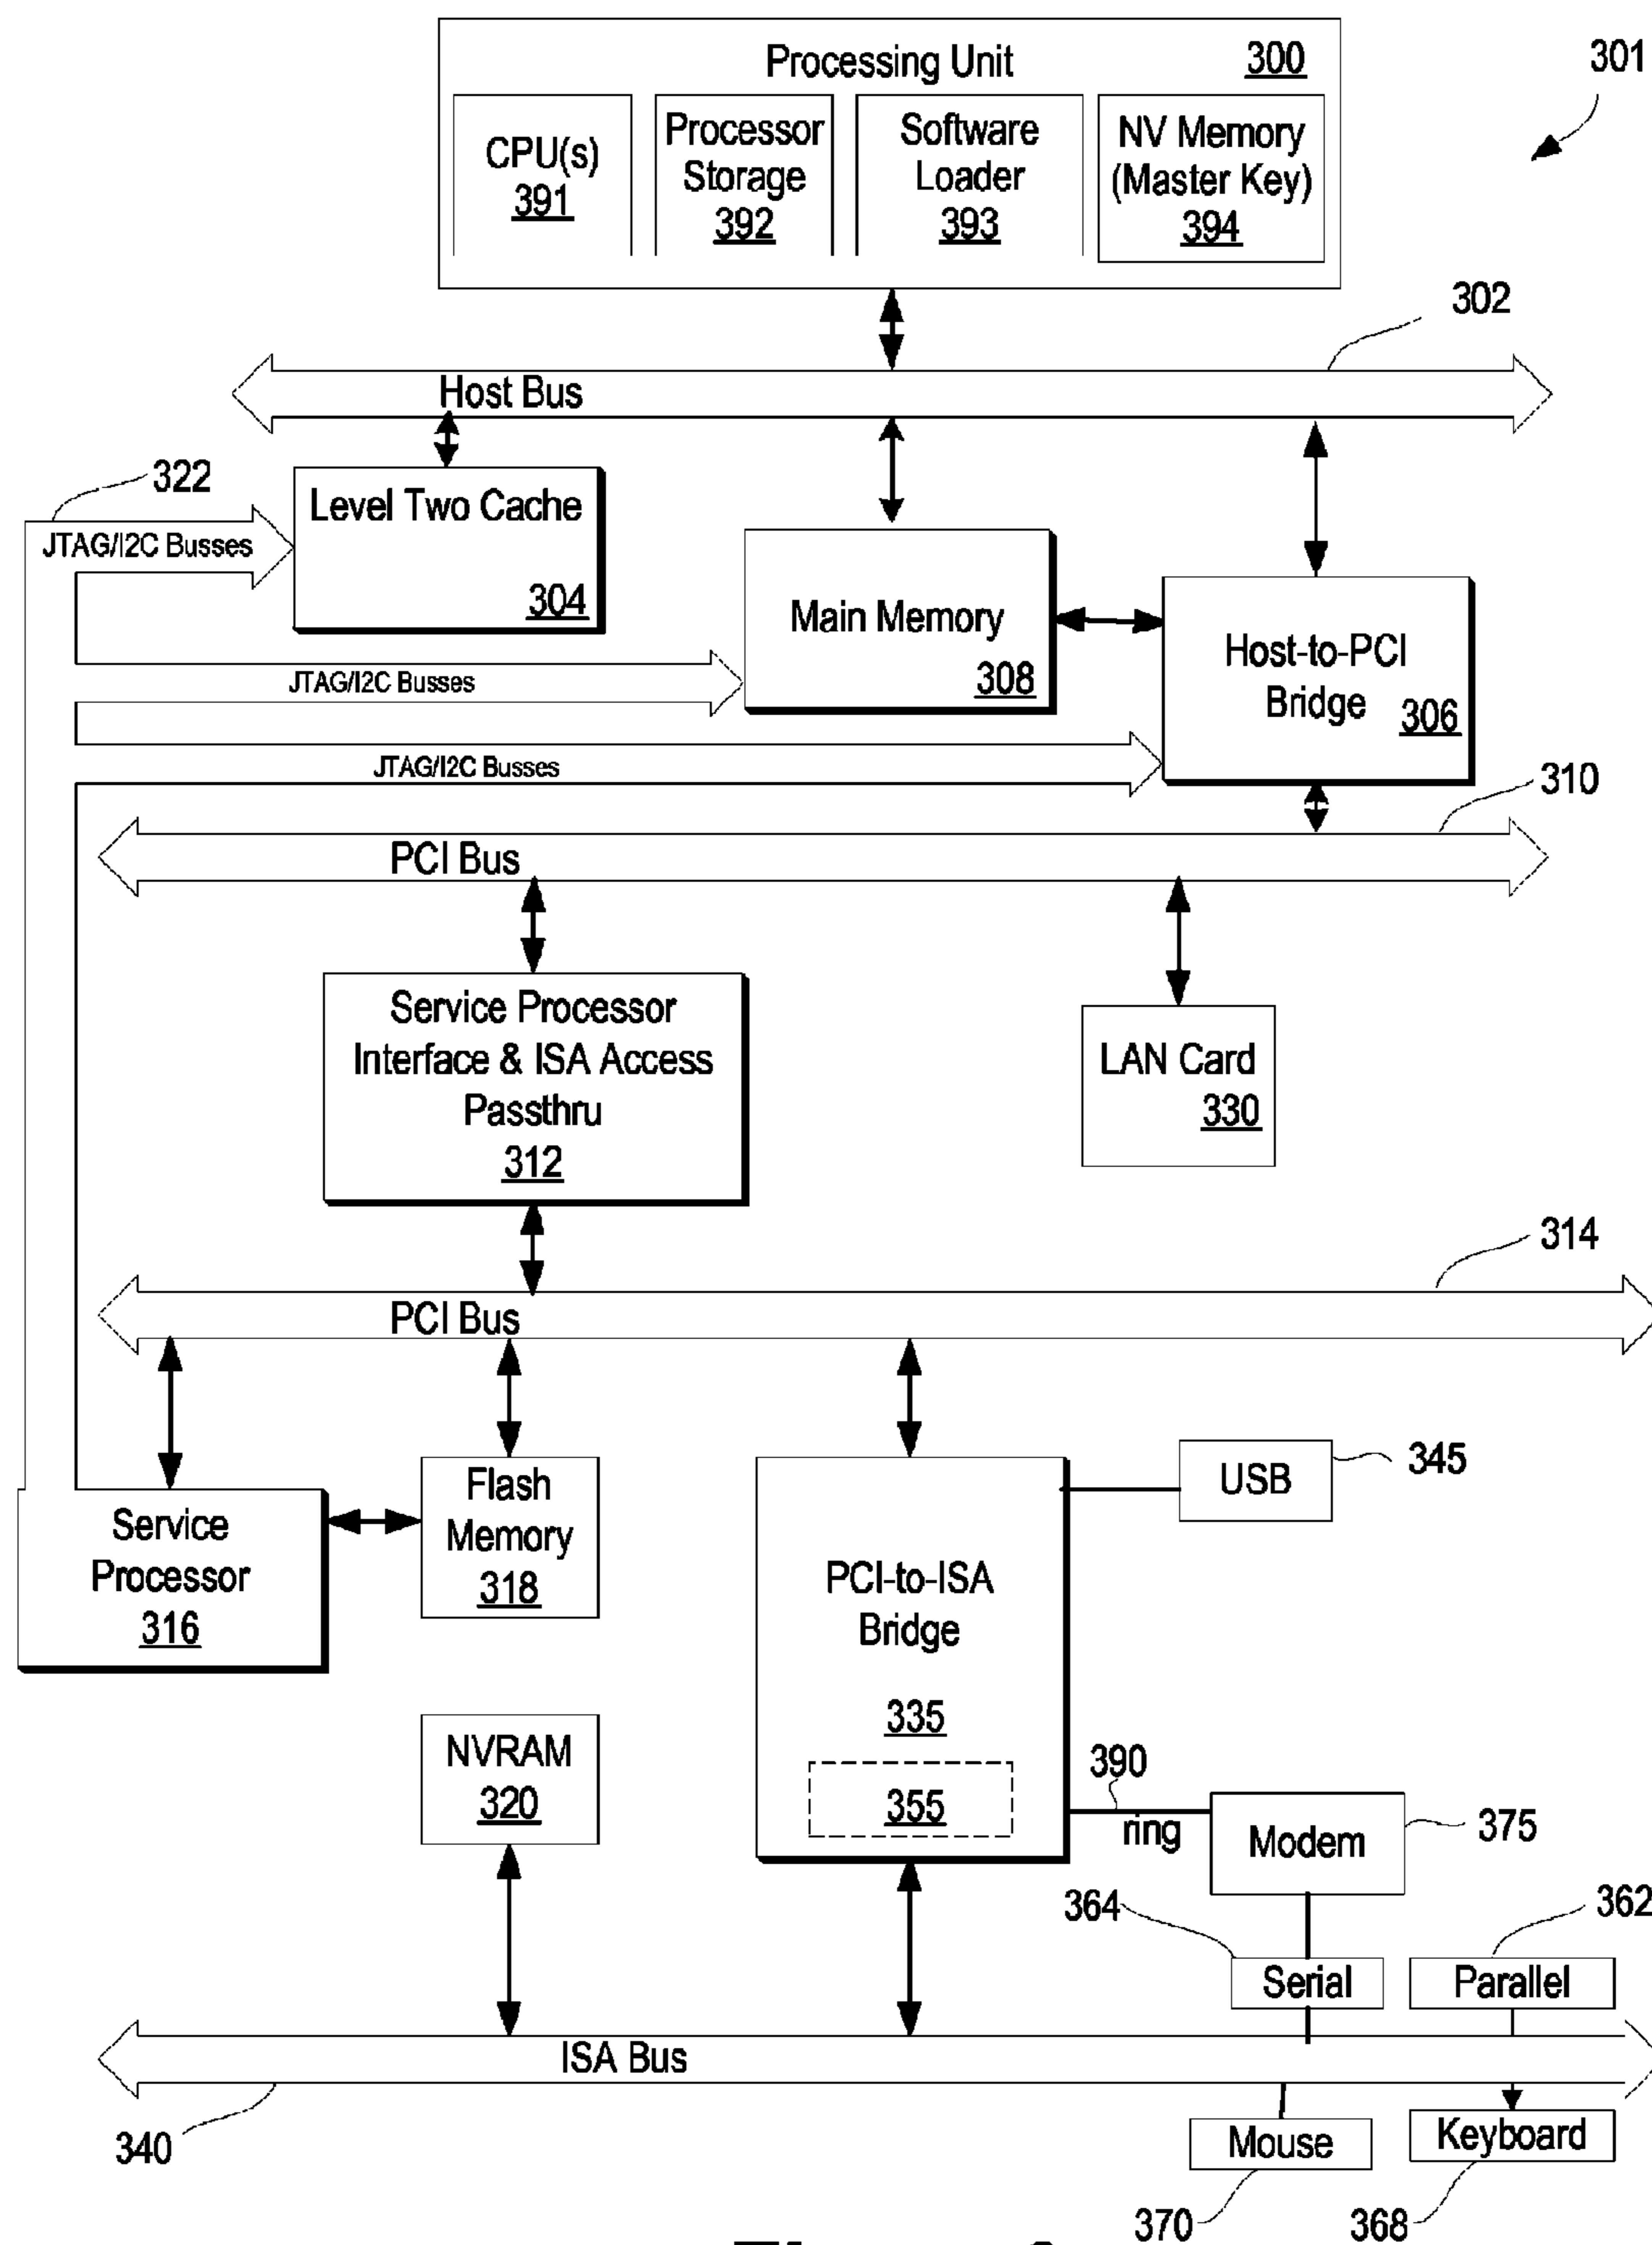 Processing Unit 300
301
CPU(s)
391
Processor
Storage
392
Software
Loader
393
NV Memory
(Master Key)
394
302
Host Bus
322
JTAG/I2C Busses
Level Two Cache
304
Main Memory
308
Host-to-PCI
Bridge 306
JTAG/I2C Busses
JTAG/I2C Busses
310
PCI Bus
Service Processor
Interface & ISA Access
Passthru
312
LAN Card
330
314
PCI Bus
Service
Processor
316
Flash
Memory
318
PCI-to-ISA
Bridge
335
355
USB
345
NVRAM
320
390
ring
Modem
375
364
362
Serial
Parallel
ISA Bus
340
Mouse
Keyboard
370
368